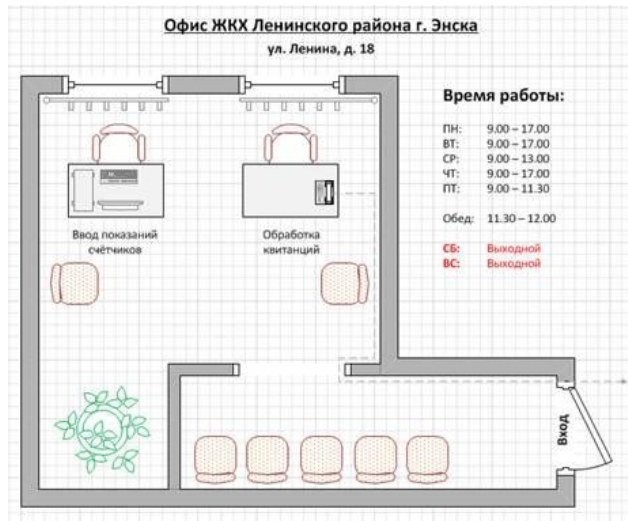 Офис ЖКХ Ленинского района г. Энска
ул. Ленина, д. 18
Время работы:
ПН: 9.00 – 17.00
ВТ: 9.00 – 17.00
СР: 9.00 – 13.00
ЧТ: 9.00 – 17.00
ПТ: 9.00 – 11.30
Обед: 11.30 – 12.00
СБ: Выходной
ВС: Выходной
Ввод показаний
счётчиков
Обработка
квитанций
Вход